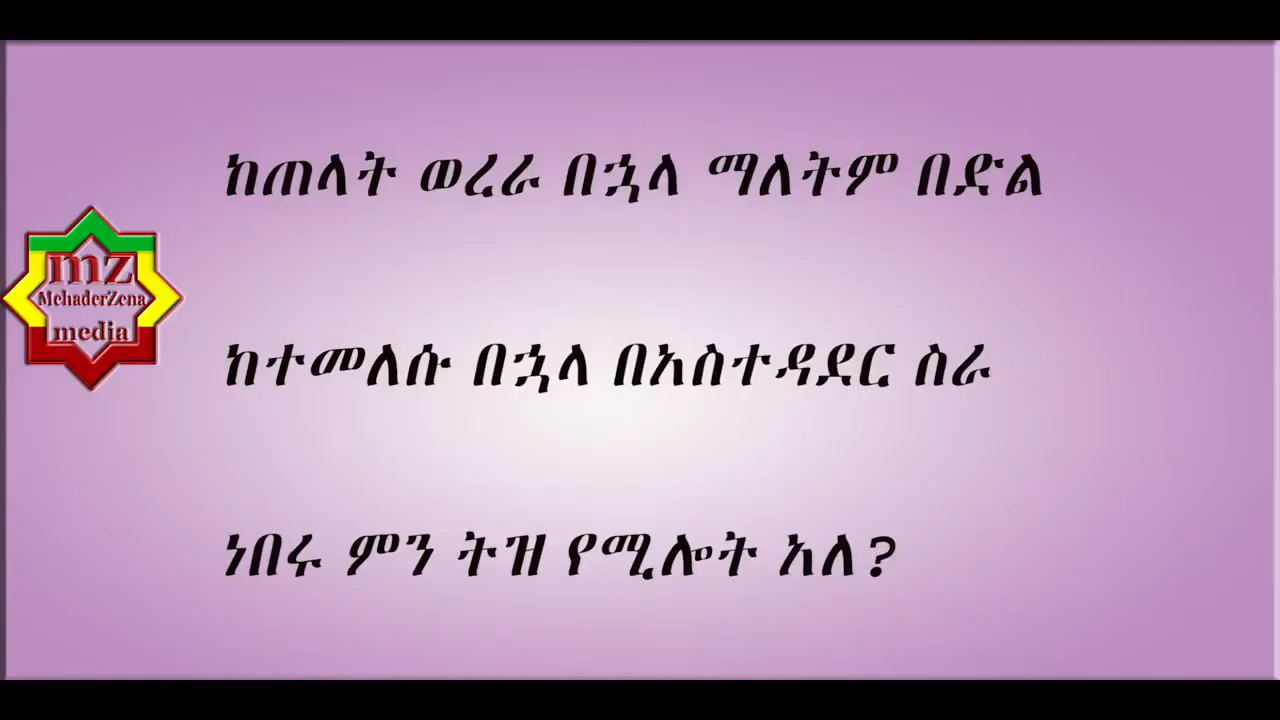 ከጠላት ወረራ በኋላ ማለትም በድል
mz
MehaderZena
media
ከተመለሱ በኋላ በአስተዳደር ስራ
ነበሩ ምን ትዝ የሚሎት አለ?